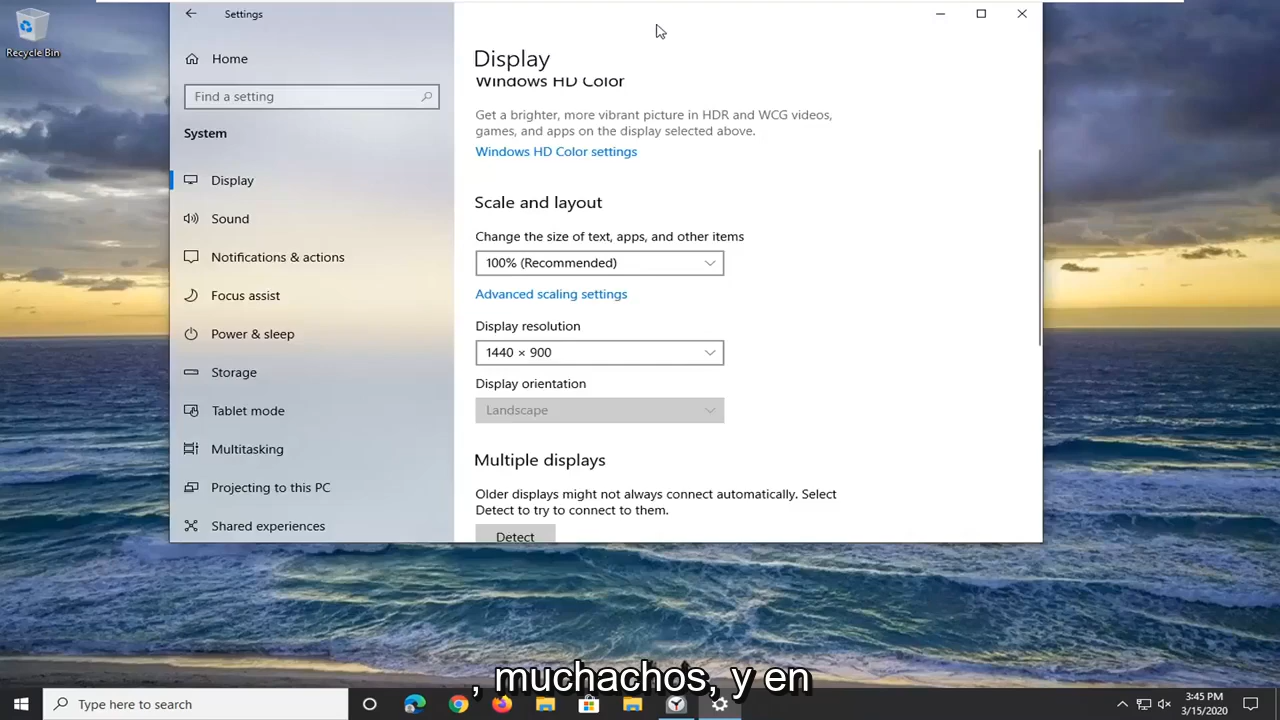 Recycle Bin
Settings
Home
Find a setting
System
Display
Sound
Notifications & actions
Focus assist
Power & sleep
Storage
Tablet mode
Multitasking
Projecting to this PC
Shared experiences
Display
Windows HD Color
Get a brighter, more vibrant picture in HDR and WCG videos,
games, and apps on the display selected above.
Windows HD Color settings
Scale and layout
Change the size of text, apps, and other items
100% (Recommended)
Advanced scaling settings
Display resolution
1440 × 900
Display orientation
Landscape
Multiple displays
Older displays might not always connect automatically. Select
Detect to try to connect to them.
Detect
, muchachos, y en
Type here to search
3:45 PM
3/15/2020